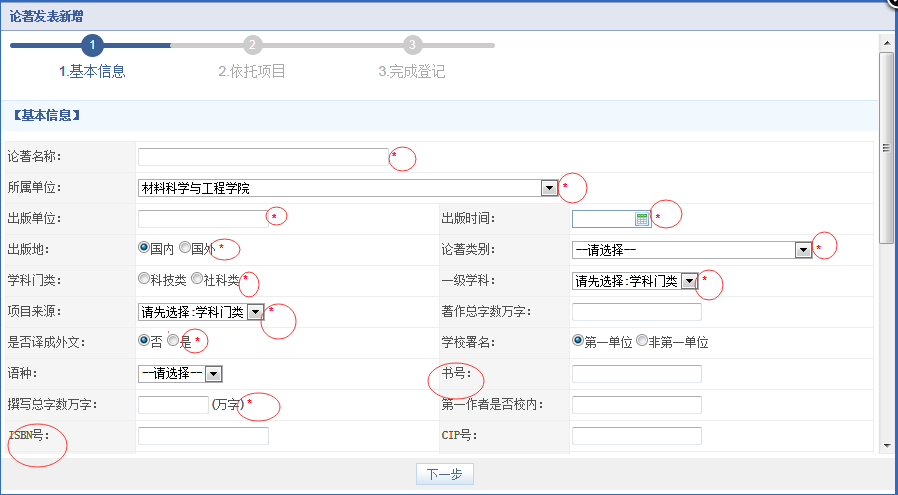 论著发表新增
1 2 3
1.基本信息 2.依托项目 3.完成登记
【基本信息】
论著名称: *
所属单位: 材料科学与工程学院 *
出版单位: * 出版时间: *
出版地: 国内 国外 * 论著类别: --请选择-- *
学科门类: 科技类 社科类 * 一级学科: 请先选择:学科门类 *
项目来源: 请先选择:学科门类 * 著作总字数万字:
是否译成外文: 否 是 * 学校署名: 第一单位 非第一单位
语种: --请选择-- 书号:
撰写总字数万字: (万字) * 第一作者是否校内:
ISBN号: CIP号:
下一步